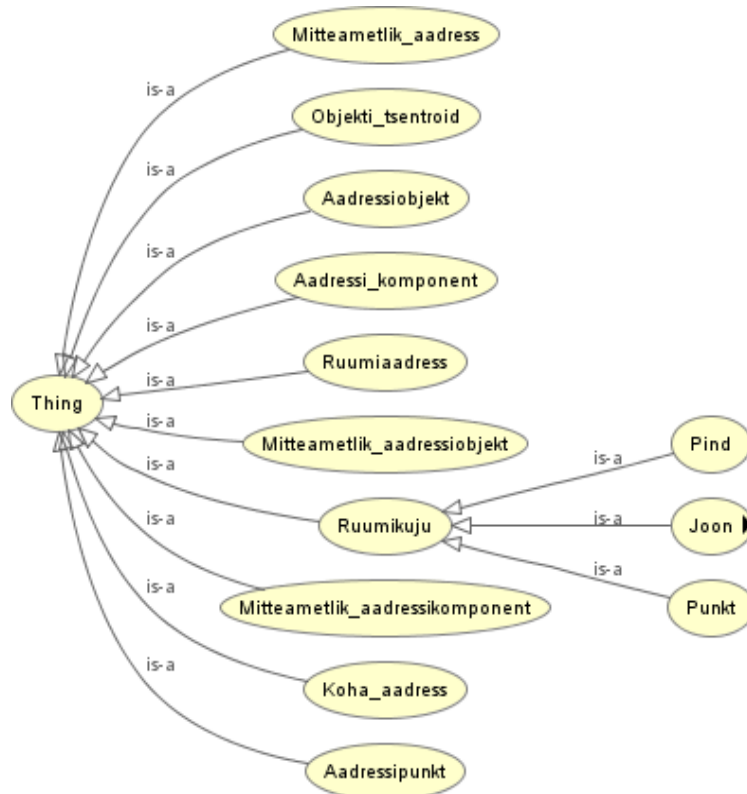 Mitteametlik_aadress
is-a
Objekti_tsentroid
is-a
Aadressiobjekt
is-a
Aadressi_komponent
is-a
Ruumiaadress
is-a
Thing
is-a
Mitteametlik_aadressiobjekt
Pind
is-a
is-a
Ruumikuju
is-a
Joon
is-a
is-a
Mitteametlik_aadressikomponent
Punkt
is-a
Koha_aadress
is-a
Aadressipunkt